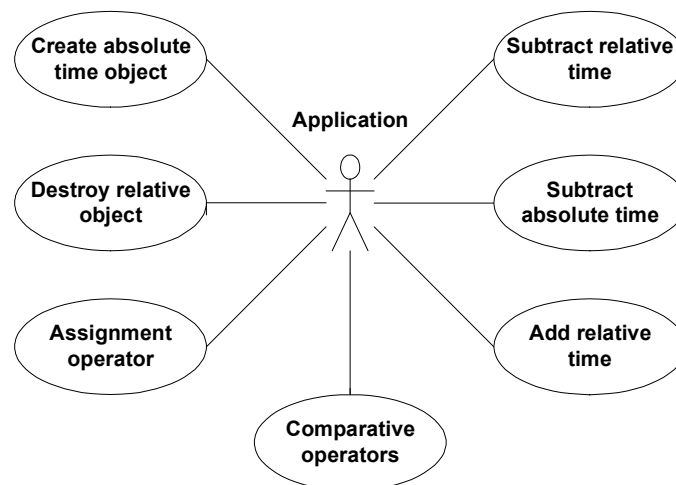 Create absolute
time object
Subtract relative
time
Application
Destroy relative
object
Subtract
absolute time
Assignment
operator
Add relative
time
Comparative
operators